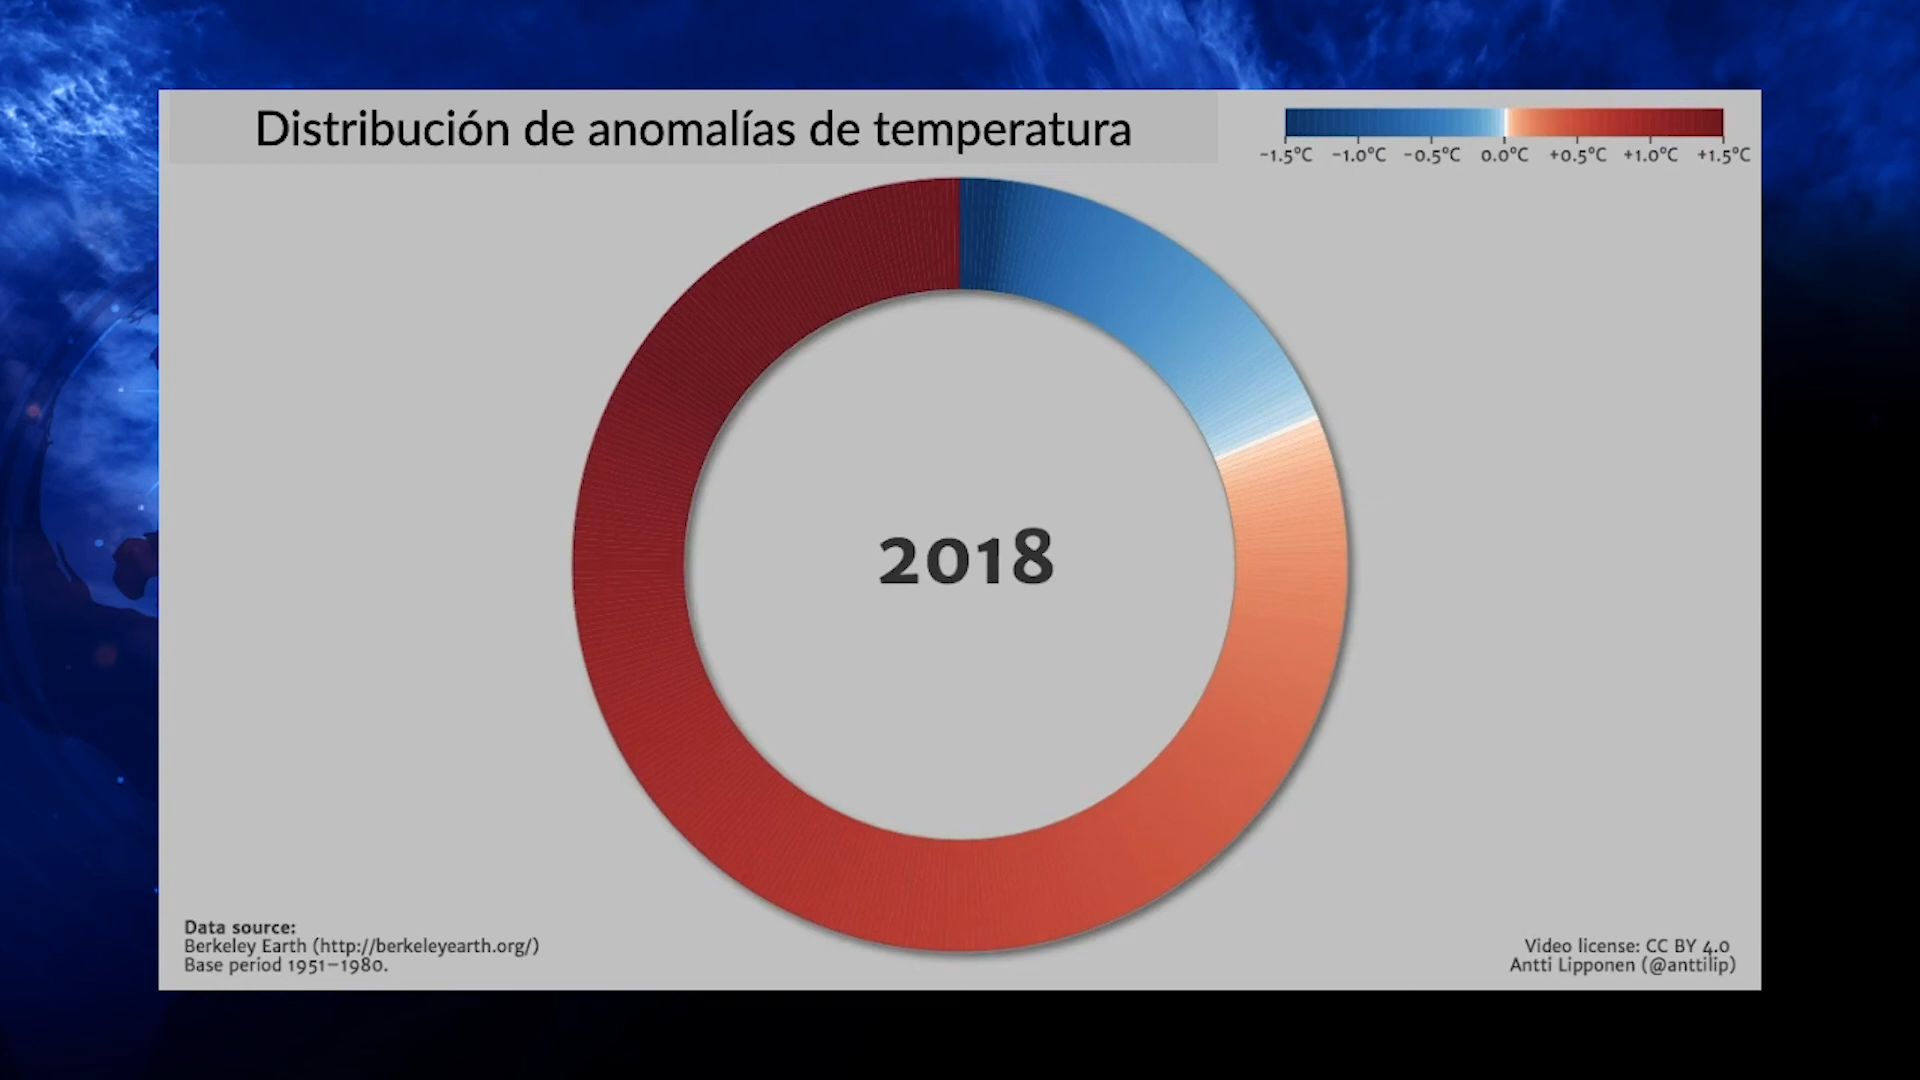 Distribución de anomalías de temperatura
-1.5°C -1.0°C -0.5°C 0.0°C +0.5°C +1.0°C +1.5°C
2018
Data source:
Berkeley Earth (http://berkeleyearth.org/)
Base period 1951–1980.
Video license: CC BY 4.0
Antti Lipponen (@anttilip)